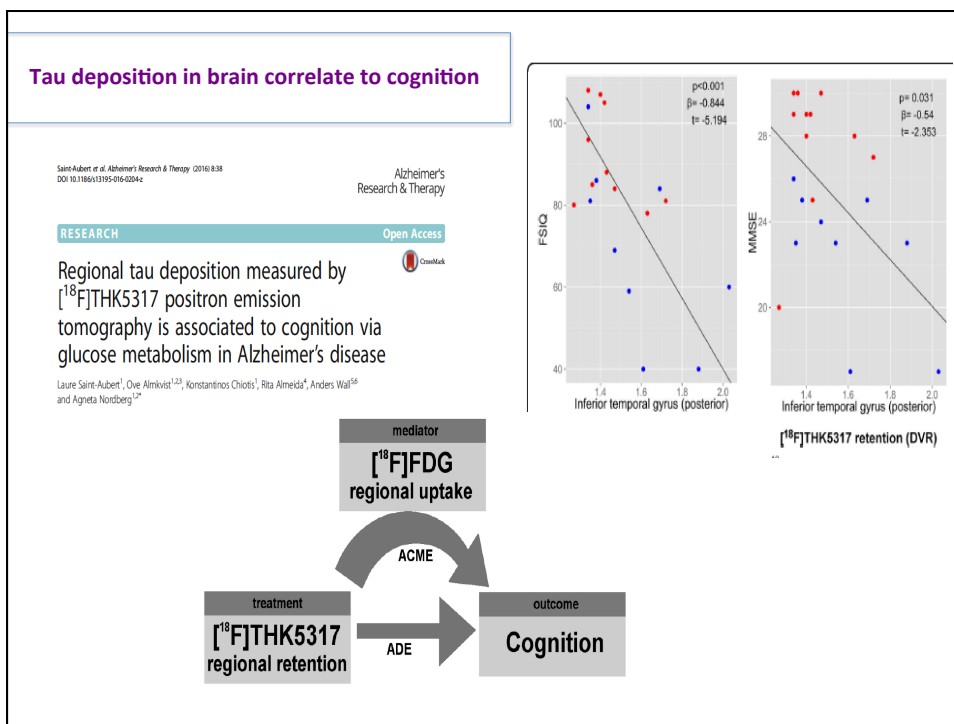 Tau deposition in brain correlate to cognition
Saint-Aubert et al. Alzheimer's Research & Therapy (2016) 8:38
DOI 10.1186/s13195-016-0204-z
Alzheimer's
Research & Therapy
RESEARCH
Open Access
CrossMark
Regional tau deposition measured by
[¹⁸F]THK5317 positron emission
tomography is associated to cognition via
glucose metabolism in Alzheimer's disease
Laure Saint-Aubert¹, Ove Almkvist¹,²,³, Konstantinos Chiotis¹, Rita Almeida⁴, Anders Wall⁵,⁶
and Agneta Nordberg¹,²*
p<0.001
β= -0.844
t= -5.194
FSIQ
100
80
60
40
1.4
1.6
1.8
2.0
Inferior temporal gyrus (posterior)
p= 0.031
β= -0.54
t= -2.353
MMSE
28
24
20
1.4
1.6
1.8
2.0
Inferior temporal gyrus (posterior)
[¹⁸F]THK5317 retention (DVR)
mediator
[¹⁸F]FDG
regional uptake
ACME
treatment
[¹⁸F]THK5317
regional retention
ADE
outcome
Cognition